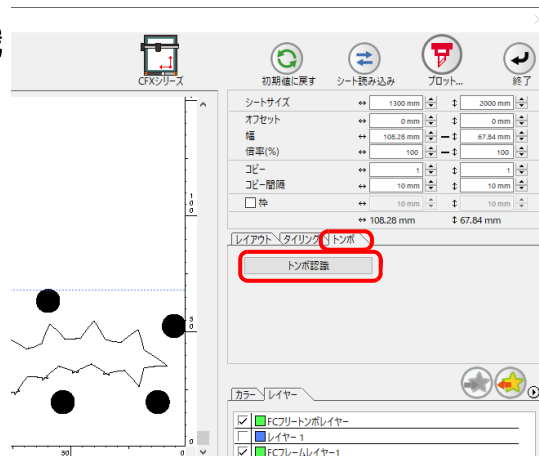 CFXシリーズ
初期値に戻す シート読み込み プロット... 終了
シートサイズ 1300 mm 2000 mm
オフセット 0 mm 0 mm
幅 108.28 mm 67.84 mm
倍率(%) 100 100
コピー 1 1
コピー間隔 10 mm 10 mm
枠 10 mm 10 mm
108.28 mm 67.84 mm
レイアウト タイリング トンボ
トンボ認識
カラー レイヤー
FCフリートンボレイヤー
レイヤー 1
FCフレームレイヤー1
100
50
0
50 0